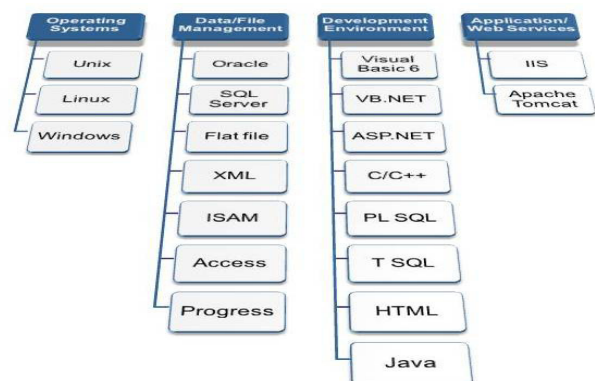 Operating
Systems
Unix
Linux
Windows
Data/File
Management
Oracle
SQL
Server
Flat file
XML
ISAM
Access
Progress
Development
Environment
Visual
Basic 6
VB.NET
ASP.NET
C/C++
PL SQL
T SQL
HTML
Java
Application/
Web Services
IIS
Apache
Tomcat